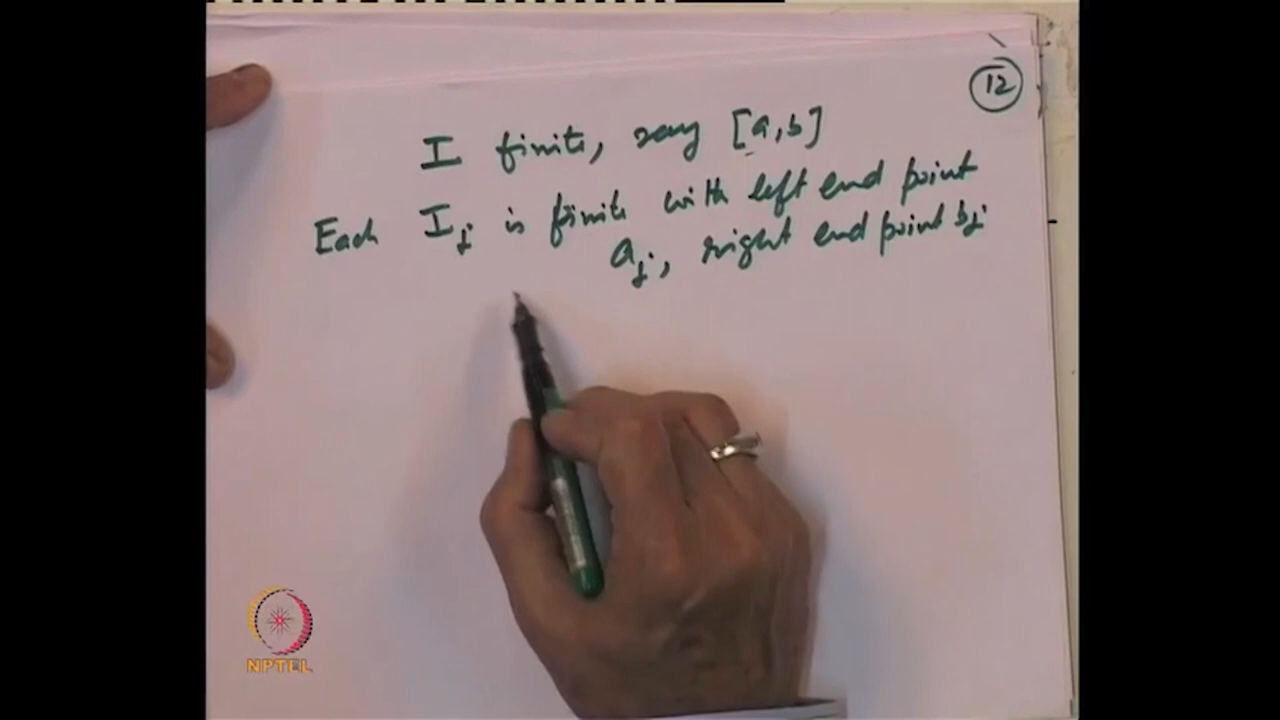 12
I finite, say [a,b]
Each I_j is finite with left end point
a_j, right end point b_j
NPTEL